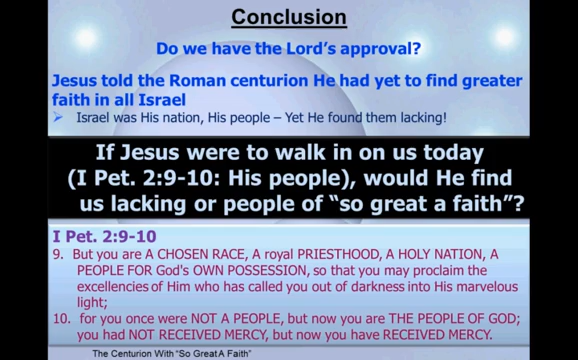 Conclusion
Do we have the Lord's approval?
Jesus told the Roman centurion He had yet to find greater
faith in all Israel
➢ Israel was His nation, His people – Yet He found them lacking!
If Jesus were to walk in on us today
(I Pet. 2:9-10: His people), would He find
us lacking or people of "so great a faith"?
I Pet. 2:9-10
9. But you are A CHOSEN RACE, A royal PRIESTHOOD, A HOLY NATION, A
PEOPLE FOR God's OWN POSSESSION, so that you may proclaim the
excellencies of Him who has called you out of darkness into His marvelous
light;
10. for you once were NOT A PEOPLE, but now you are THE PEOPLE OF GOD;
you had NOT RECEIVED MERCY, but now you have RECEIVED MERCY.
The Centurion With "So Great A Faith"